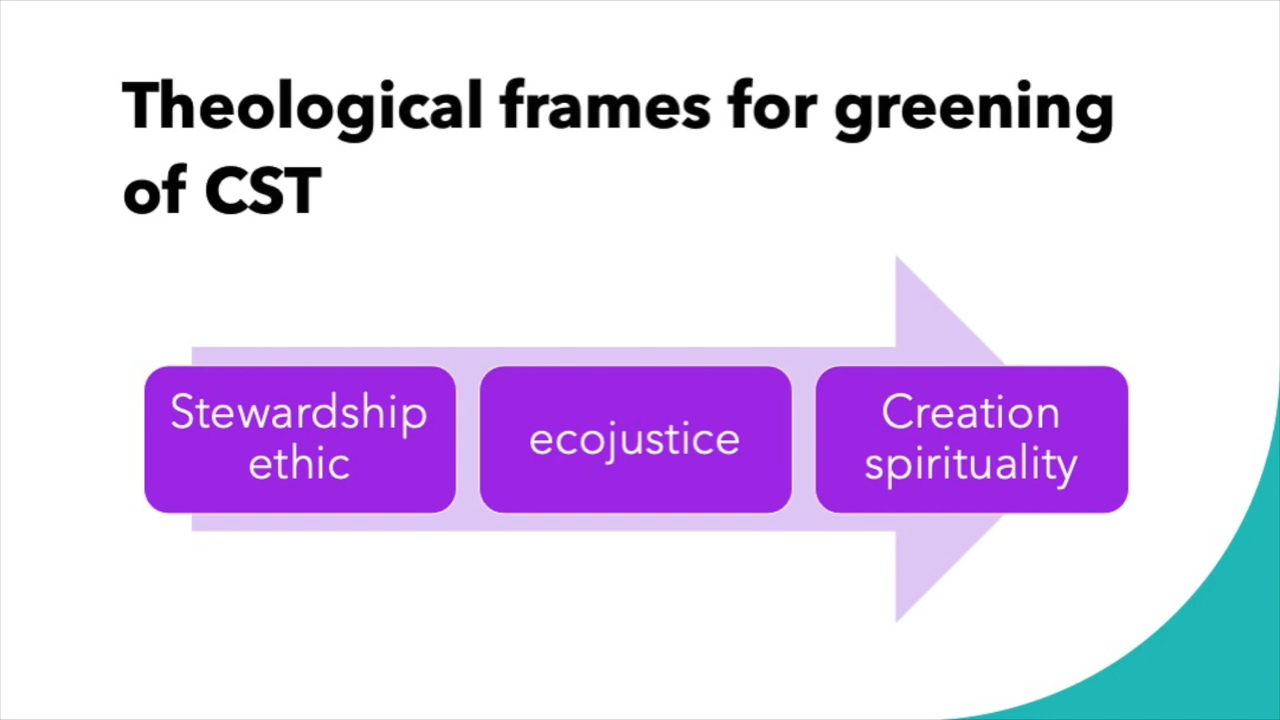 Theological frames for greening
of CST
Stewardship
ethic
ecojustice
Creation
spirituality